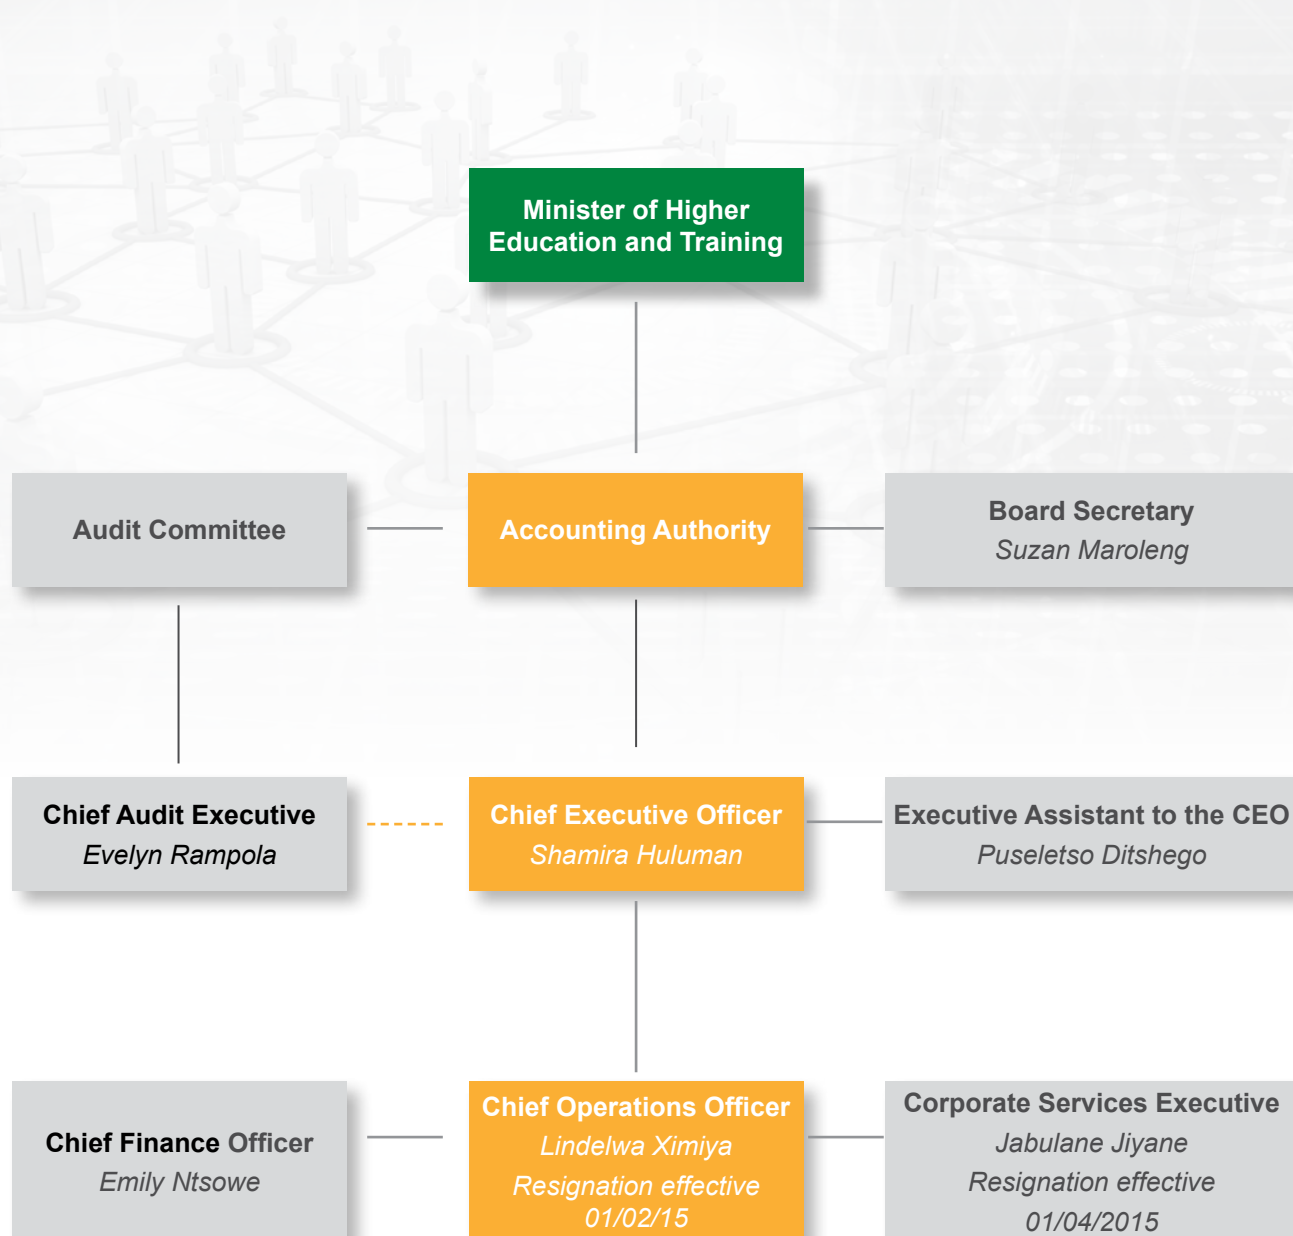 Minister of Higher
Education and Training
Audit Committee
Accounting Authority
Board Secretary
Suzan Maroleng
Chief Audit Executive
Evelyn Rampola
Chief Executive Officer
Shamira Huluman
Executive Assistant to the CEO
Puseletso Ditshego
Chief Finance Officer
Emily Ntsowe
Chief Operations Officer
Lindelwa Ximiya
Resignation effective
01/02/15
Corporate Services Executive
Jabulane Jiyane
Resignation effective
01/04/2015